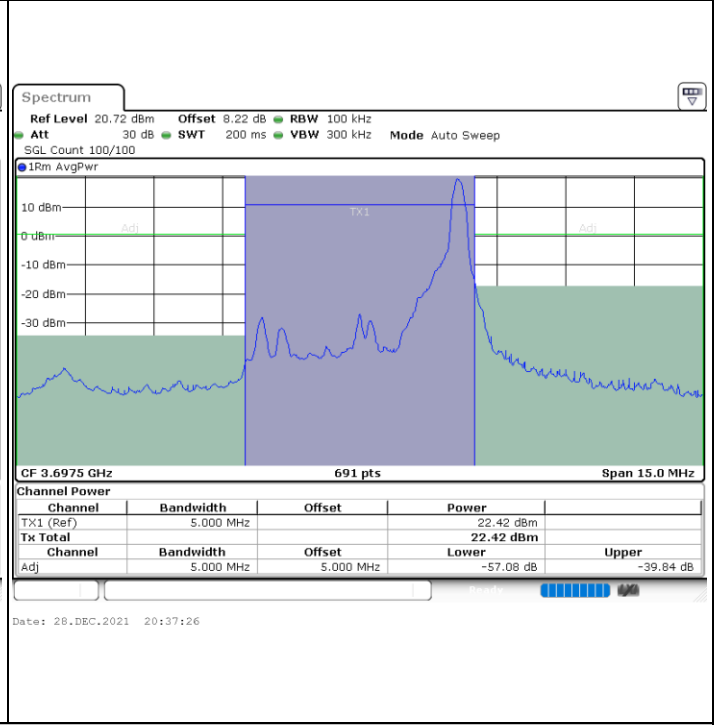 Spectrum
Ref Level 20.72 dBm Offset 8.22 dB RBW 100 kHz
Att 30 dB SWT 200 ms VBW 300 kHz Mode Auto Sweep
SGL Count 100/100
1Rm AvgPwr
10 dBm
TX1
Adj Adj
0 dBm
-10 dBm
-20 dBm
-30 dBm
CF 3.6975 GHz 691 pts Span 15.0 MHz
Channel Power
Channel Bandwidth Offset Power
TX1 (Ref) 5.000 MHz 22.42 dBm
Tx Total 22.42 dBm
Channel Bandwidth Offset Lower Upper
Adj 5.000 MHz 5.000 MHz -57.08 dB -39.84 dB
Ready
Date: 28.DEC.2021 20:37:26